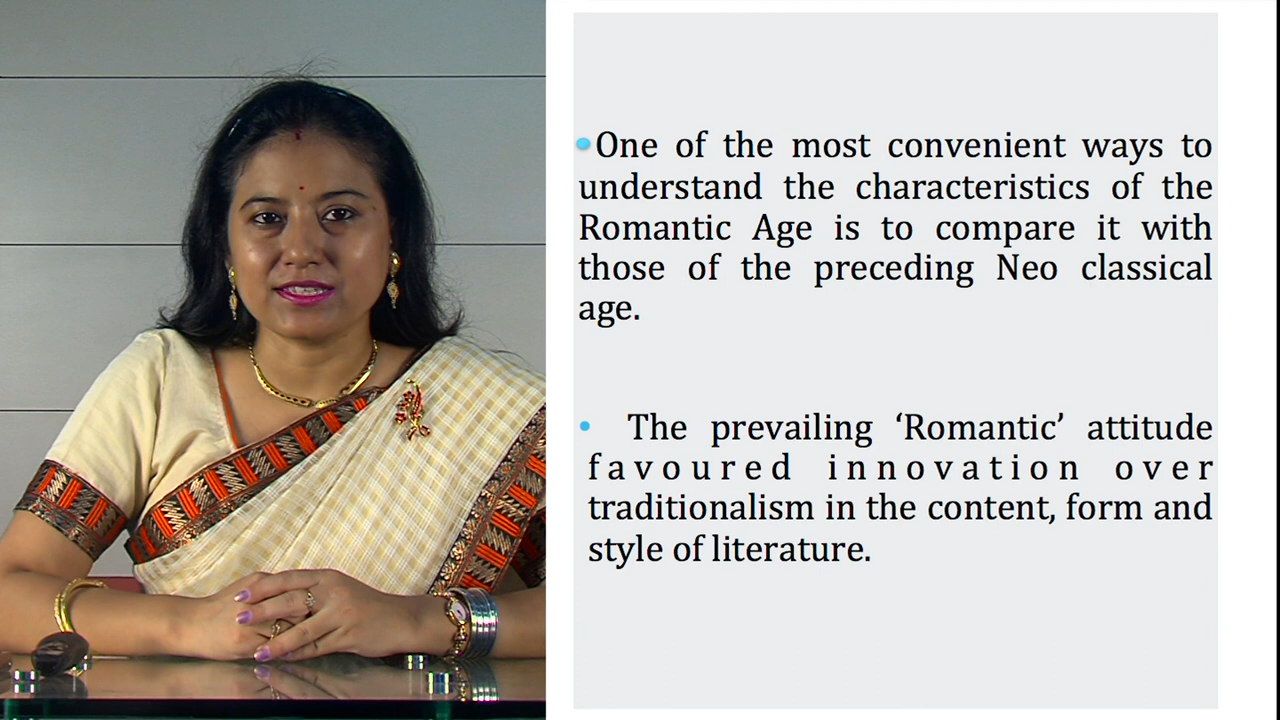 •One of the most convenient ways to
understand the characteristics of the
Romantic Age is to compare it with
those of the preceding Neo classical
age.
• The prevailing ‘Romantic’ attitude
favoured innovation over
traditionalism in the content, form and
style of literature.